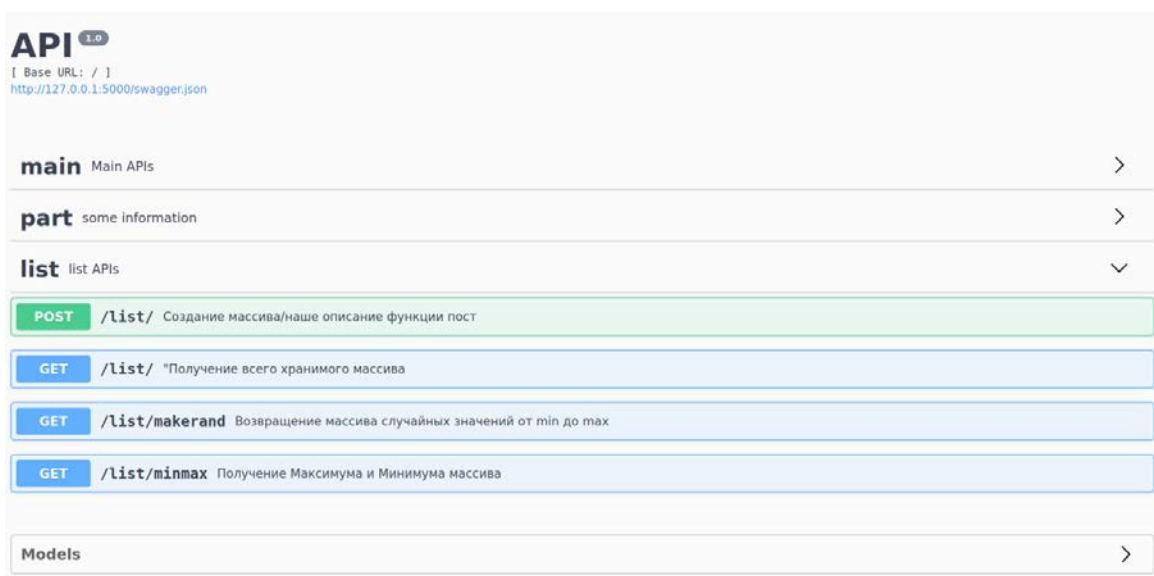 API 1.0
[ Base URL: / ]
http://127.0.0.1:5000/swagger.json
main Main APIs
part some information
list list APIs
POST /list/ Создание массива/наше описание функции пост
GET /list/ "Получение всего хранимого массива
GET /list/makerand Возвращение массива случайных значений от min до max
GET /list/minmax Получение Максимума и Минимума массива
Models